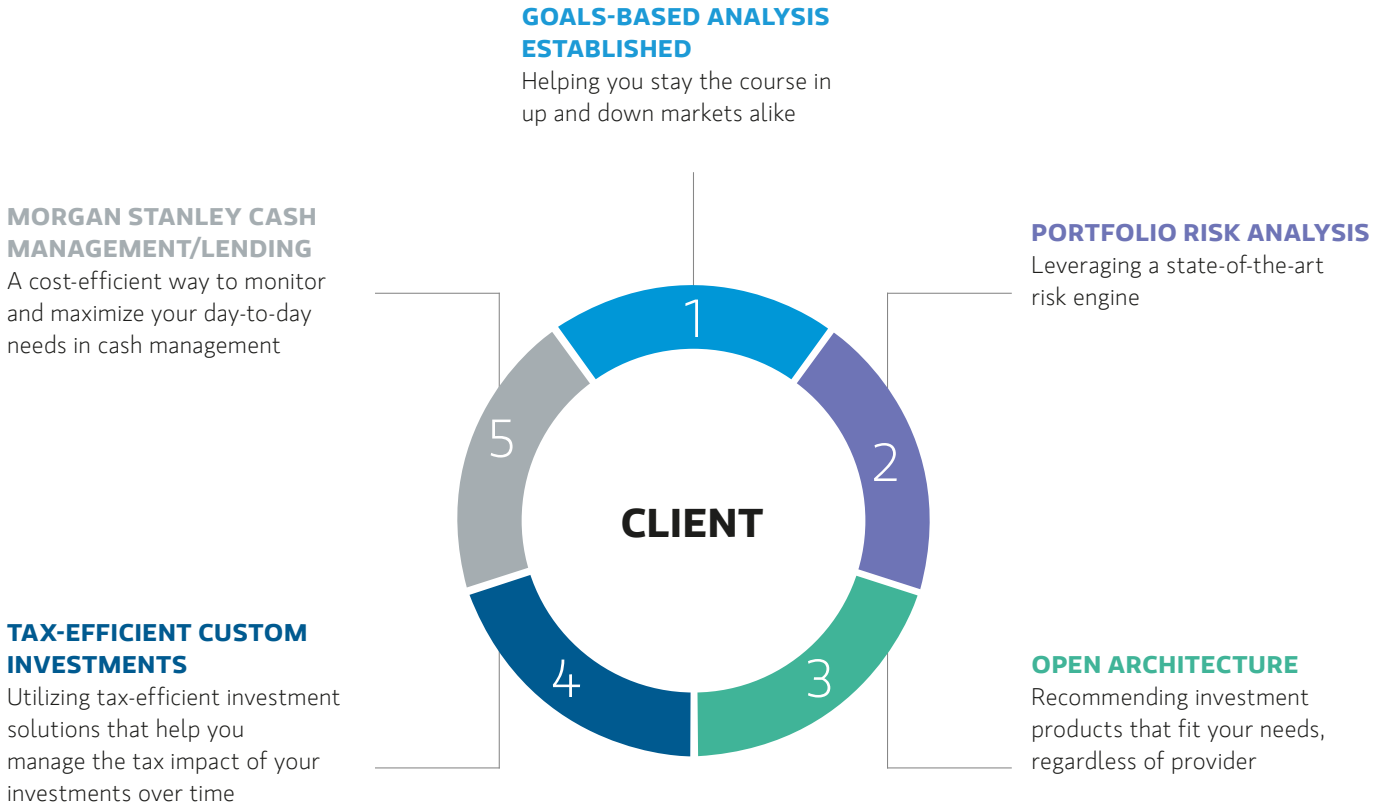 GOALS-BASED ANALYSIS
ESTABLISHED
Helping you stay the course in
up and down markets alike
MORGAN STANLEY CASH
MANAGEMENT/LENDING
A cost-efficient way to monitor
and maximize your day-to-day
needs in cash management
PORTFOLIO RISK ANALYSIS
Leveraging a state-of-the-art
risk engine
1
5
2
CLIENT
4
3
TAX-EFFICIENT CUSTOM
INVESTMENTS
Utilizing tax-efficient investment
solutions that help you
manage the tax impact of your
investments over time
OPEN ARCHITECTURE
Recommending investment
products that fit your needs,
regardless of provider